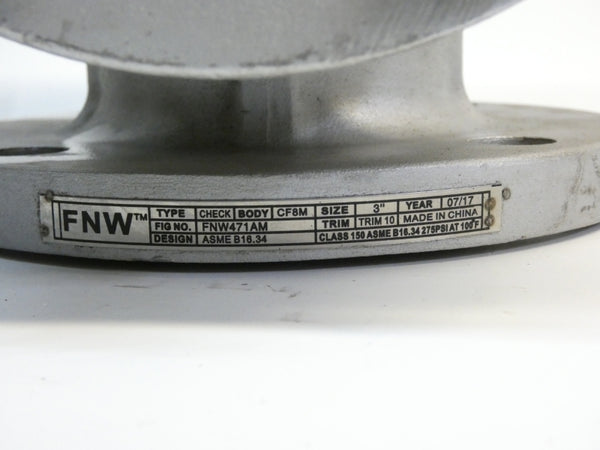 FNW™
TYPE CHECK BODY CF8M SIZE 3" YEAR 07/17
FIG NO. FNW471AM TRIM TRIM 10 MADE IN CHINA
DESIGN ASME B16.34 CLASS 150 ASME B16.34 275PSI AT 100°F